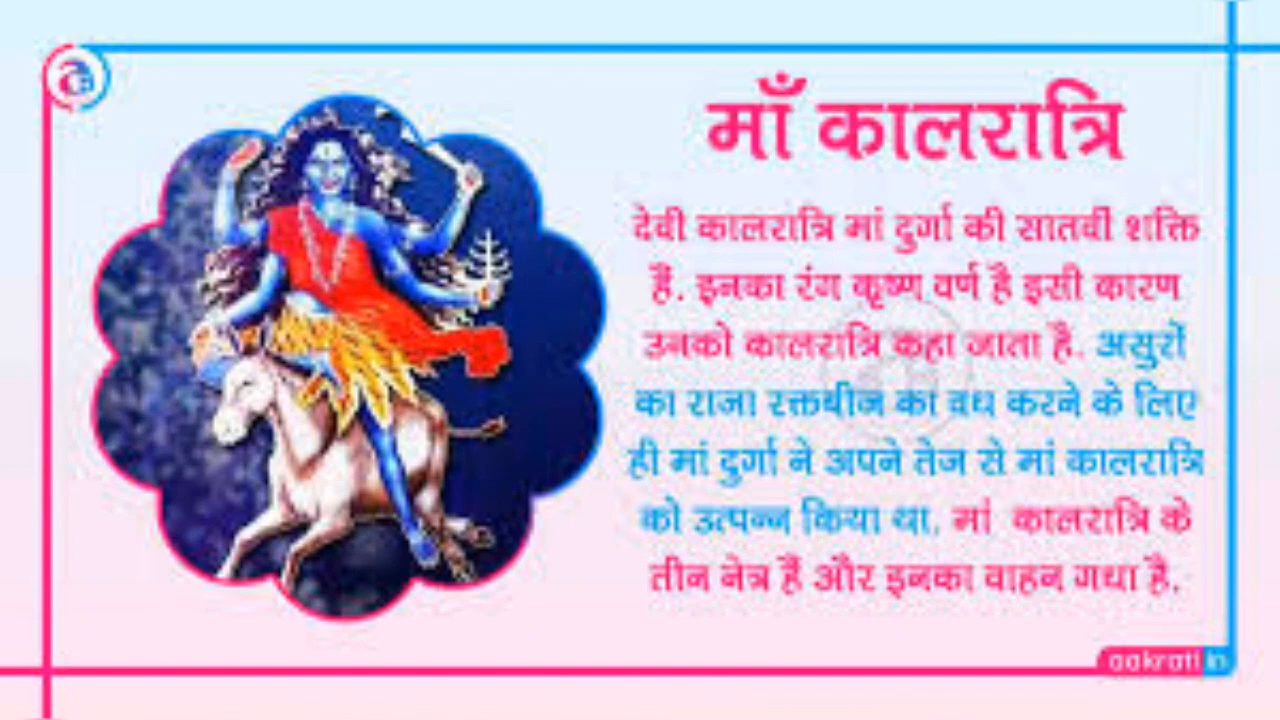 माँ कालरात्रि
देवी कालरात्रि मां दुर्गा की सातवीं शक्ति
हैं. इनका रंग कृष्ण वर्ण है इसी कारण
उनको कालरात्रि कहा जाता है. असुरों
का राजा रक्तबीज का वध करने के लिए
ही मां दुर्गा ने अपने तेज से मां कालरात्रि
को उत्पन्न किया था. मां कालरात्रि के
तीन नेत्र हैं और इनका वाहन गधा है.
aakrati in